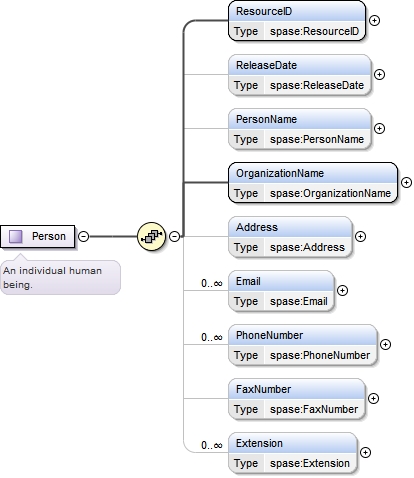 ResourceID
Type spase:ResourceID
ReleaseDate
Type spase:ReleaseDate
PersonName
Type spase:PersonName
OrganizationName
Type spase:OrganizationName
Person
An individual human
being.
Address
Type spase:Address
0..∞
Email
Type spase:Email
0..∞
PhoneNumber
Type spase:PhoneNumber
FaxNumber
Type spase:FaxNumber
0..∞
Extension
Type spase:Extension